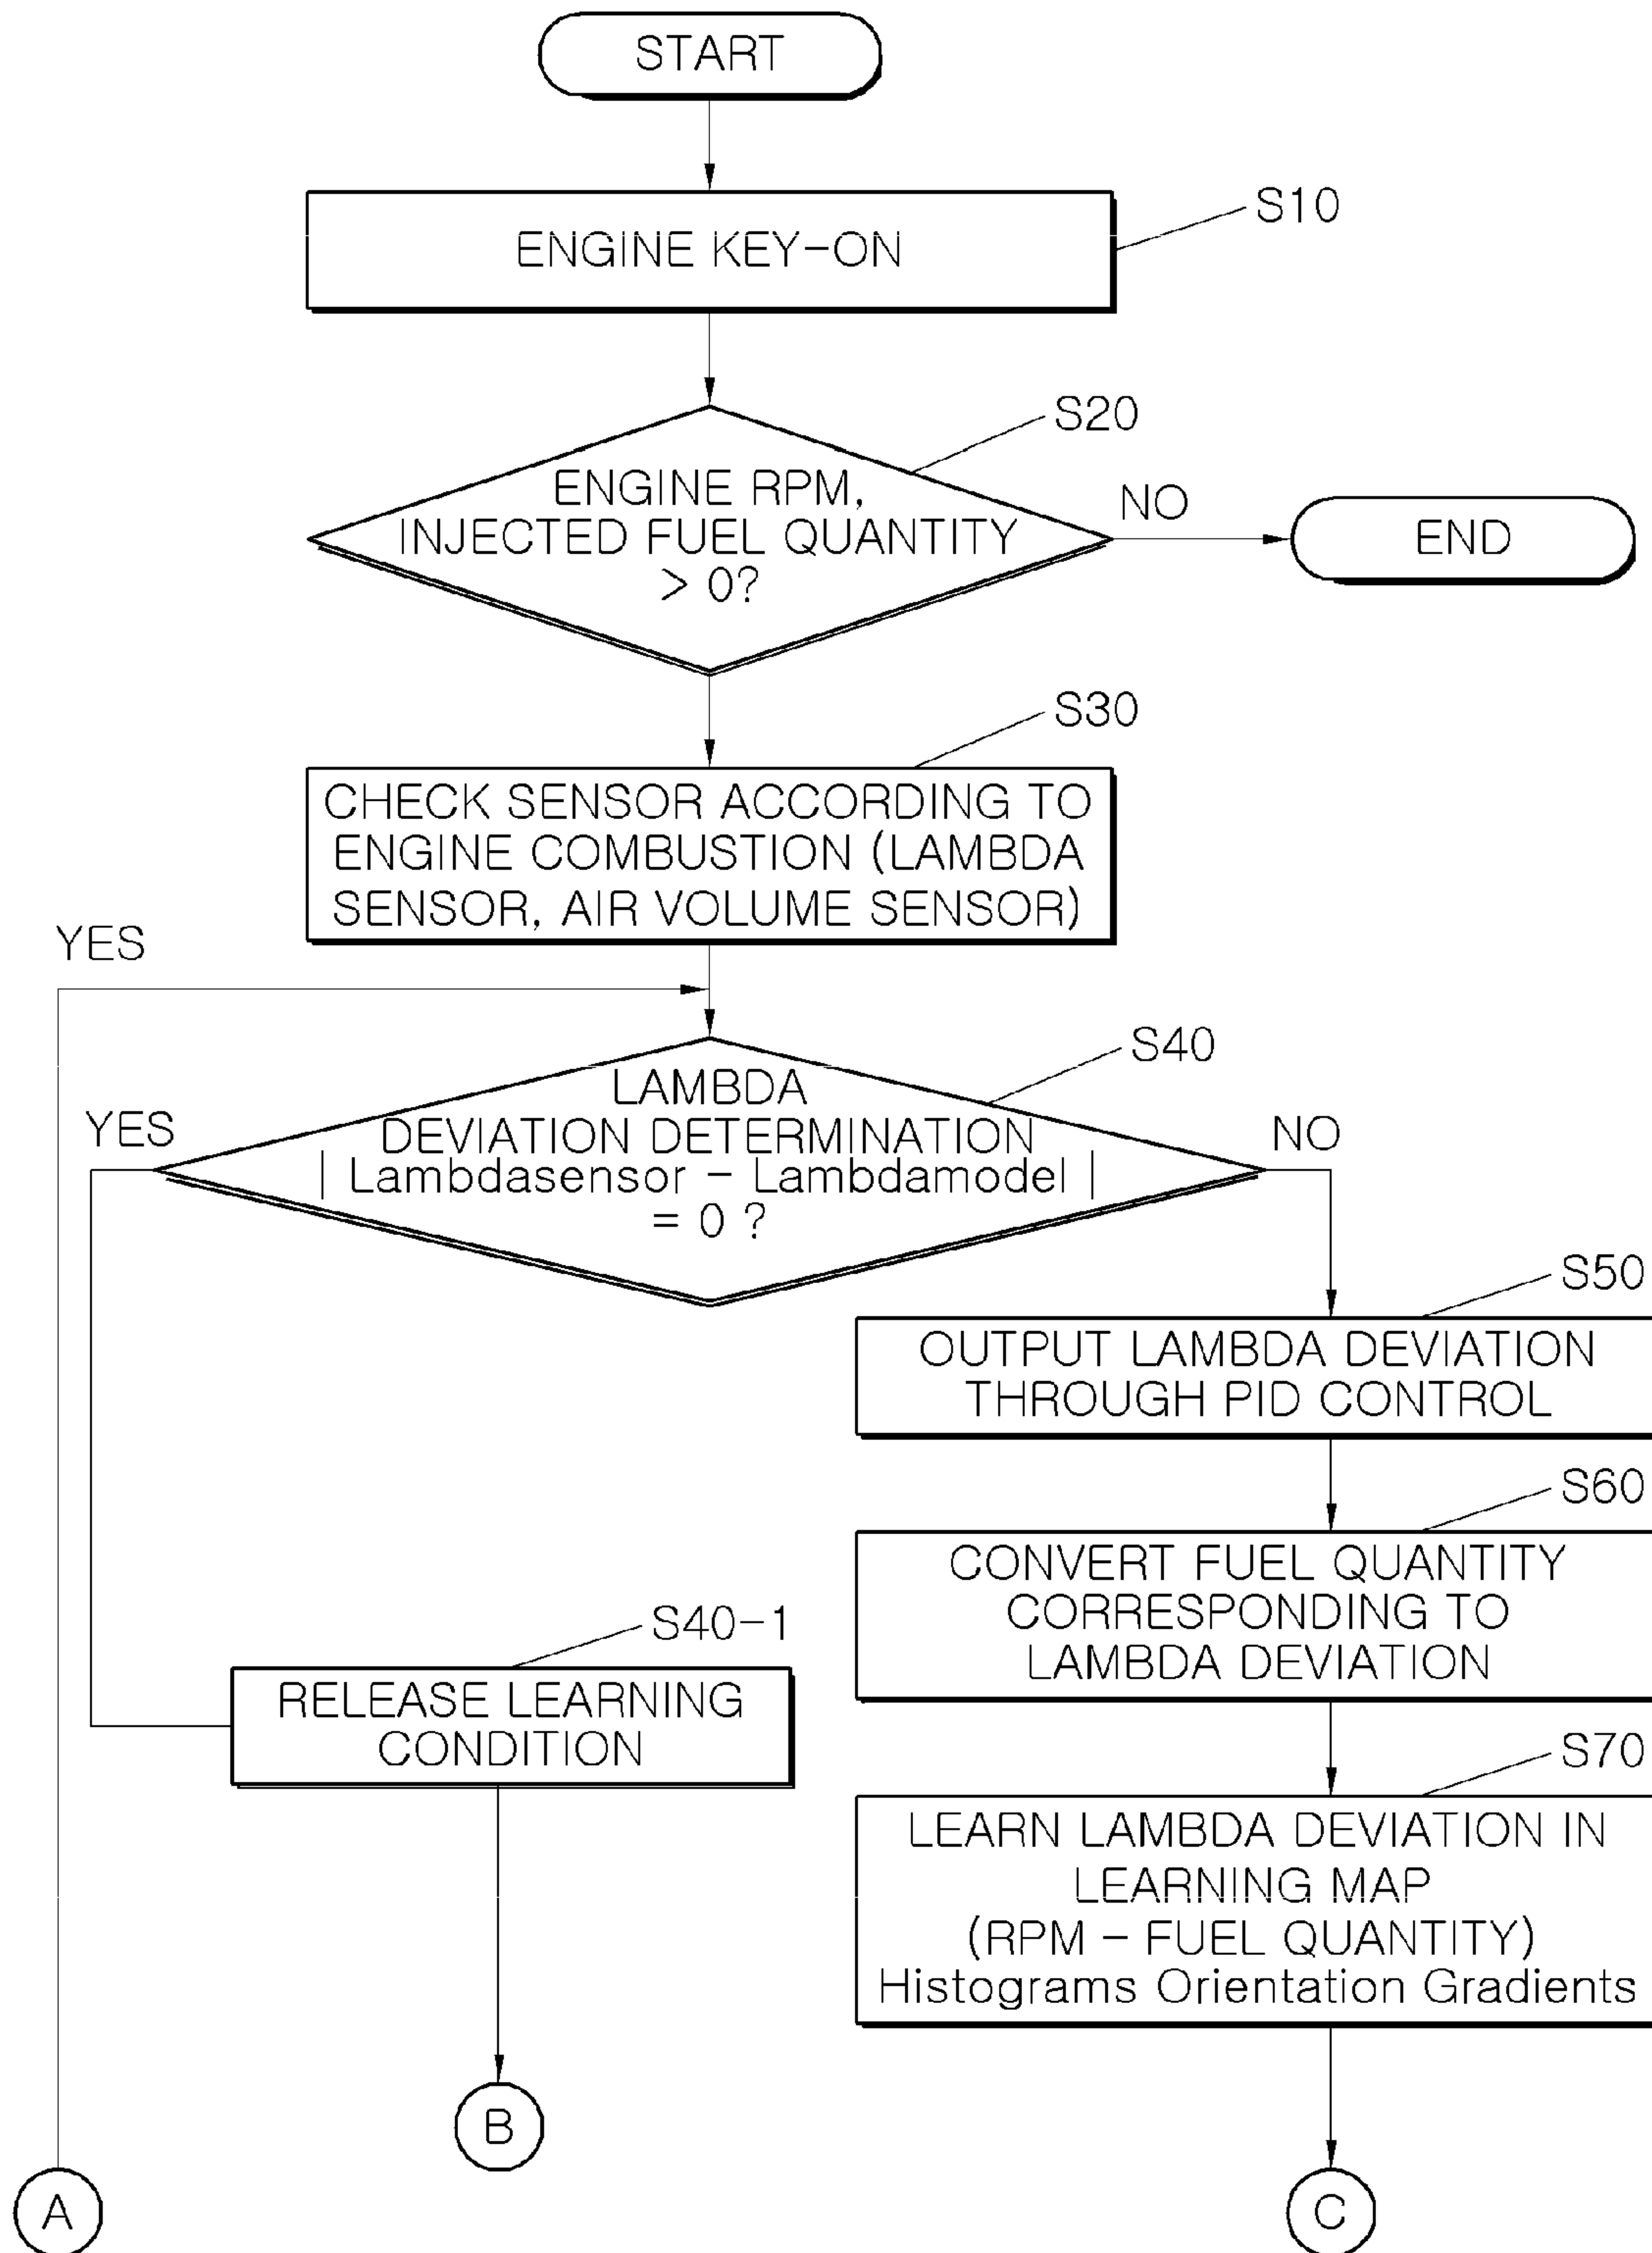 START
S10
ENGINE KEY-ON
S20
ENGINE RPM,
INJECTED FUEL QUANTITY
> 0?
NO
END
S30
CHECK SENSOR ACCORDING TO
ENGINE COMBUSTION (LAMBDA
SENSOR, AIR VOLUME SENSOR)
YES
S40
LAMBDA
DEVIATION DETERMINATION
| Lambdasensor - Lambdamodel |
= 0 ?
YES
NO
S50
OUTPUT LAMBDA DEVIATION
THROUGH PID CONTROL
S60
CONVERT FUEL QUANTITY
CORRESPONDING TO
LAMBDA DEVIATION
S40-1
RELEASE LEARNING
CONDITION
S70
LEARN LAMBDA DEVIATION IN
LEARNING MAP
(RPM - FUEL QUANTITY)
Histograms Orientation Gradients
B
A
C